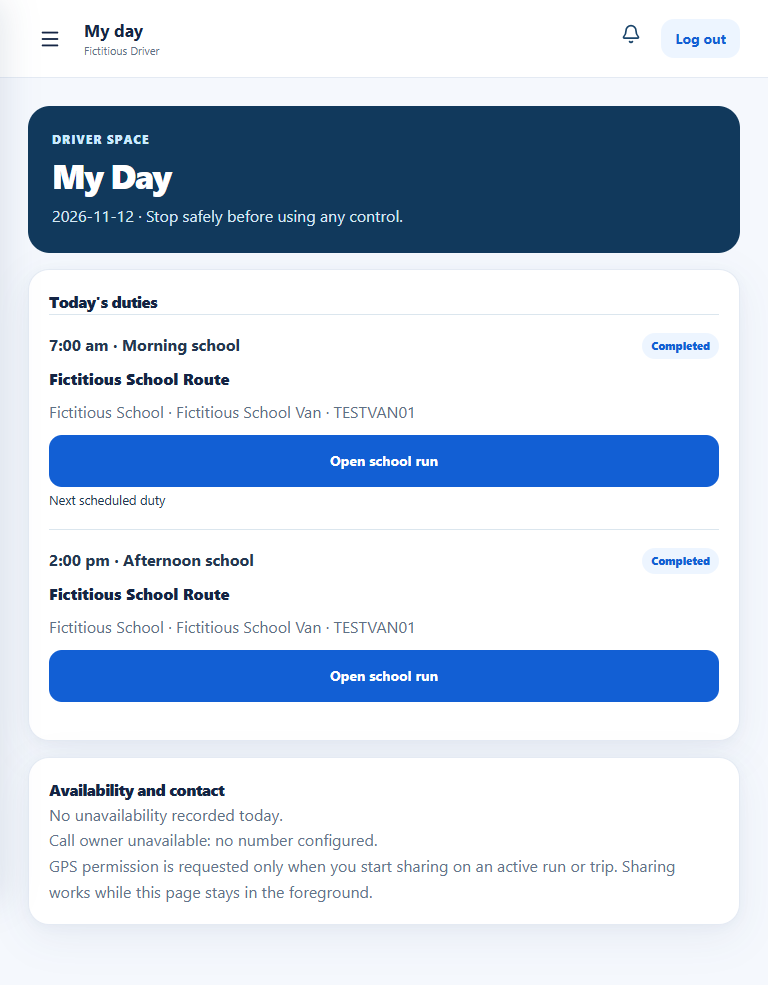 My day
Fictitious Driver
Log out
DRIVER SPACE
My Day
2026-11-12 · Stop safely before using any control.
Today's duties
7:00 am · Morning school
Completed
Fictitious School Route
Fictitious School · Fictitious School Van · TESTVAN01
Open school run
Next scheduled duty
2:00 pm · Afternoon school
Completed
Fictitious School Route
Fictitious School · Fictitious School Van · TESTVAN01
Open school run
Availability and contact
No unavailability recorded today.
Call owner unavailable: no number configured.
GPS permission is requested only when you start sharing on an active run or trip. Sharing
works while this page stays in the foreground.